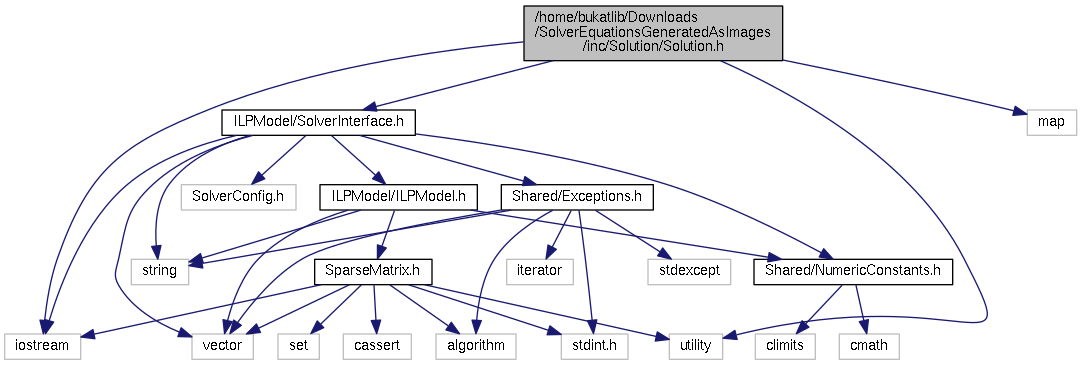 /home/bukatlib/Downloads
/SolverEquationsGeneratedAsImages
/inc/Solution/Solution.h
ILPModel/SolverInterface.h
map
SolverConfig.h
ILPModel/ILPModel.h
Shared/Exceptions.h
string
SparseMatrix.h
iterator
stdexcept
Shared/NumericConstants.h
iostream
vector
set
cassert
algorithm
stdint.h
utility
climits
cmath